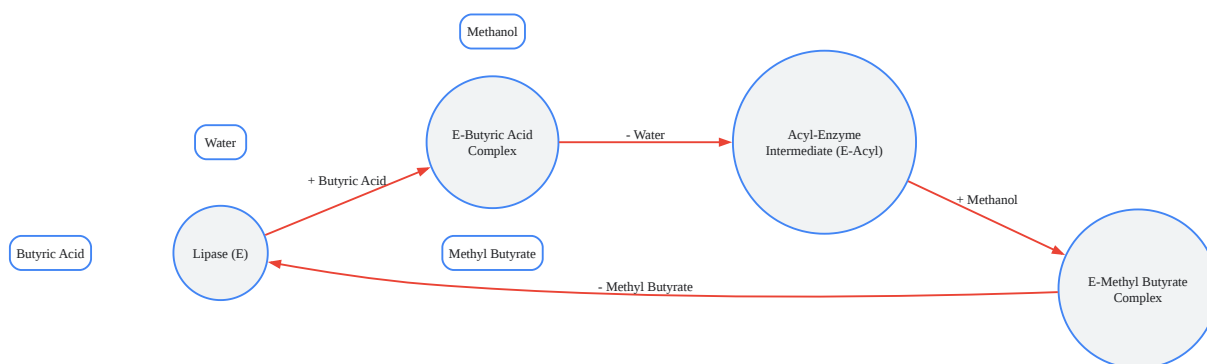 Methanol
E-Butyric Acid
Complex
- Water
Acyl-Enzyme
Intermediate (E-Acyl)
Water
+ Butyric Acid
+ Methanol
Butyric Acid
Lipase (E)
Methyl Butyrate
- Methyl Butyrate
E-Methyl Butyrate
Complex